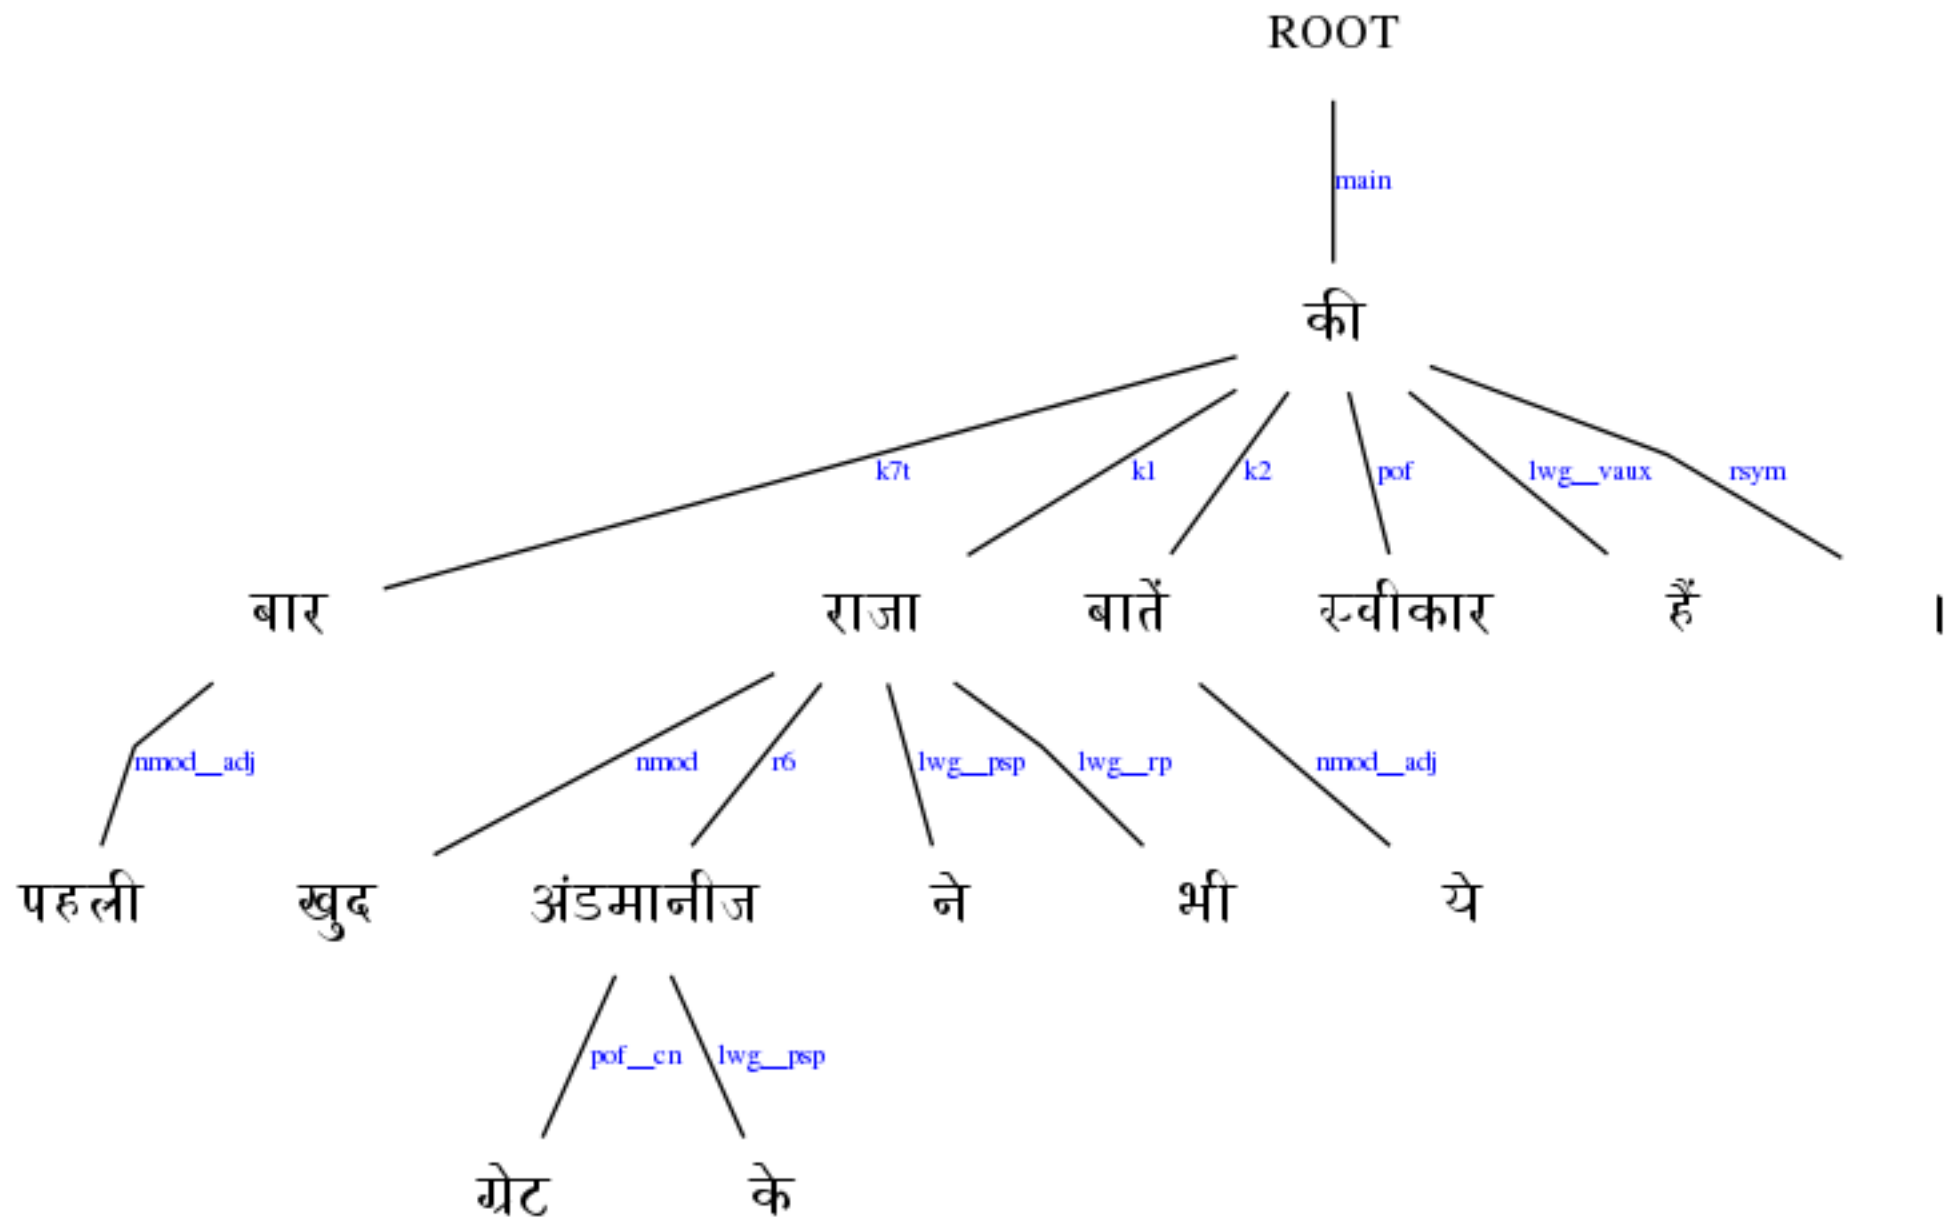 ROOT
main
की
k7t k1 k2 pof lwg__vaux rsym
बार राजा बातें स्वीकार हैं ।
nmod__adj nmod r6 lwg__psp lwg__rp nmod__adj
पहली खुद अंडमानीज ने भी ये
pof__cn lwg__psp
ग्रेट के